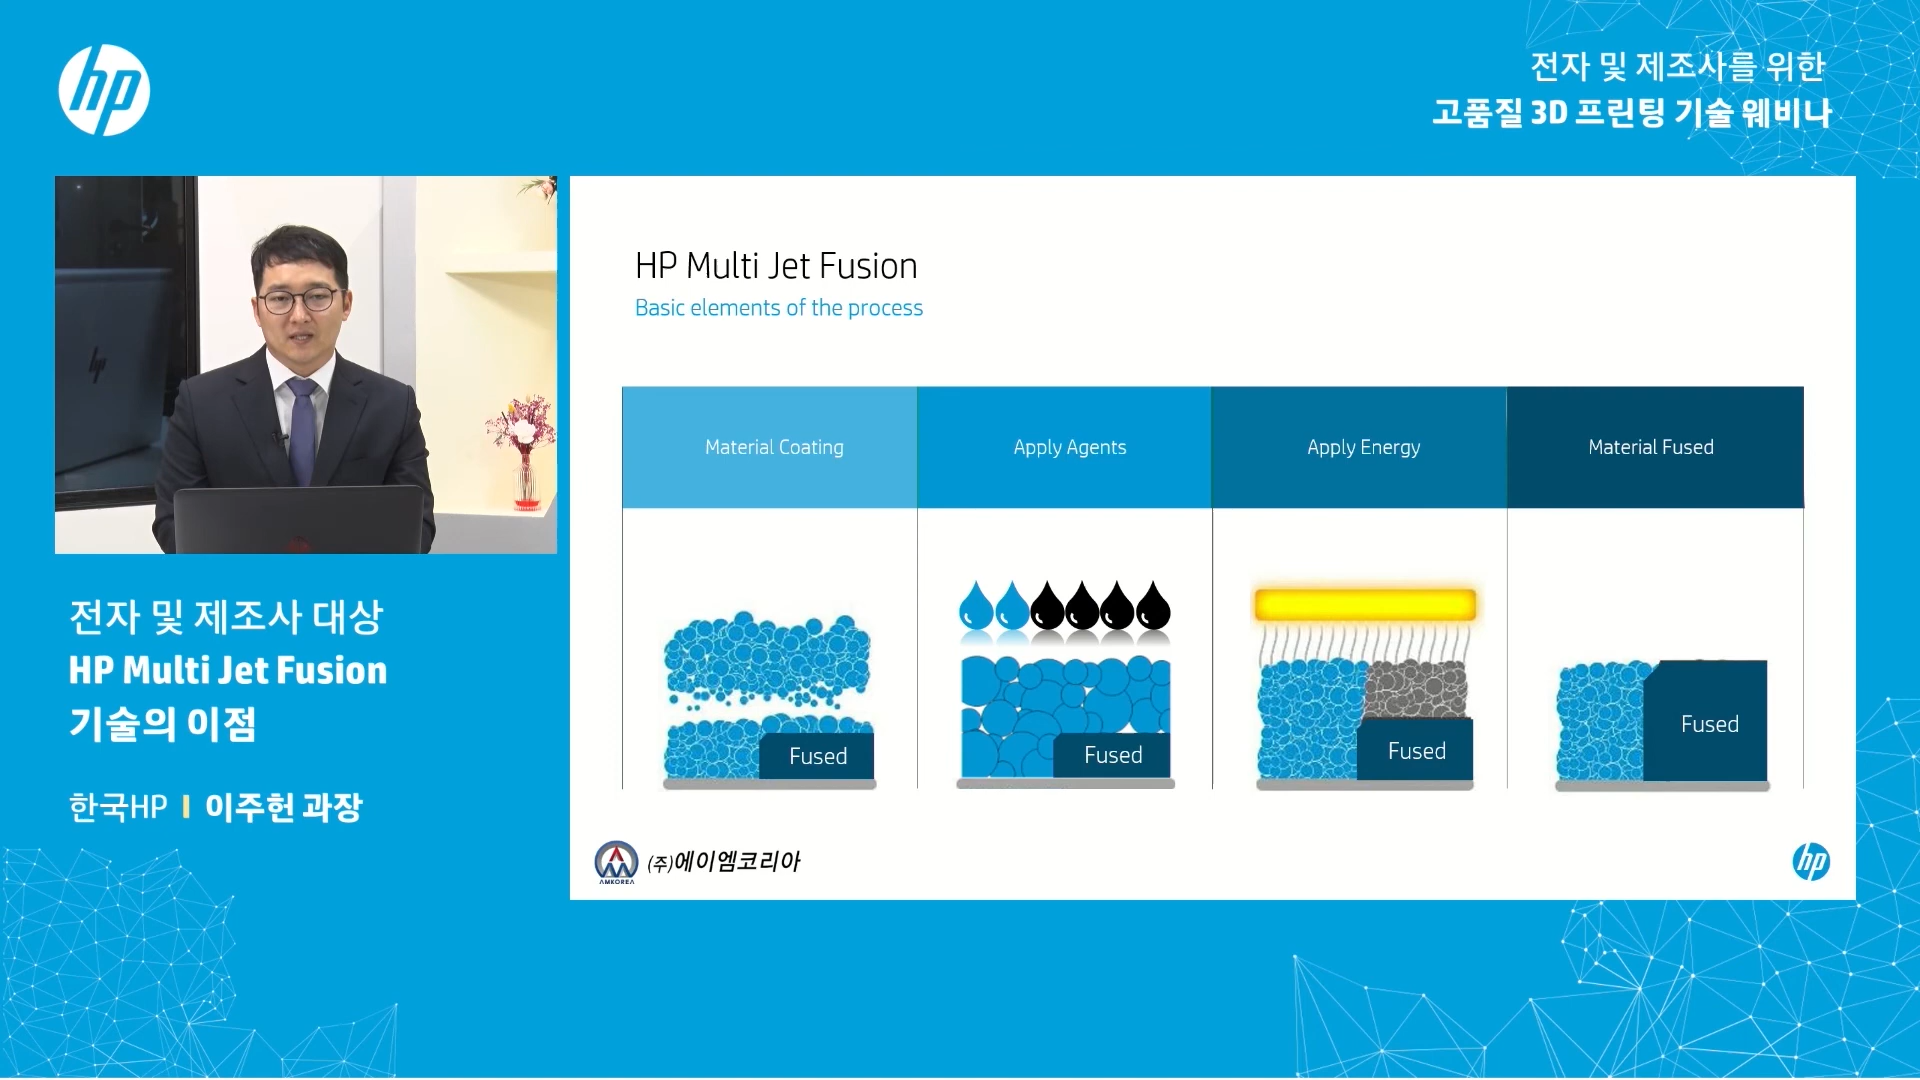 hp
전자 및 제조사를 위한
고품질 3D 프린팅 기술 웨비나
hp
전자 및 제조사 대상
HP Multi Jet Fusion
기술의 이점
한국HP I 이주헌 과장
HP Multi Jet Fusion
Basic elements of the process
Material Coating
Apply Agents
Apply Energy
Material Fused
Fused
Fused
Fused
Fused
AMKOREA
(주)에이엠코리아
hp